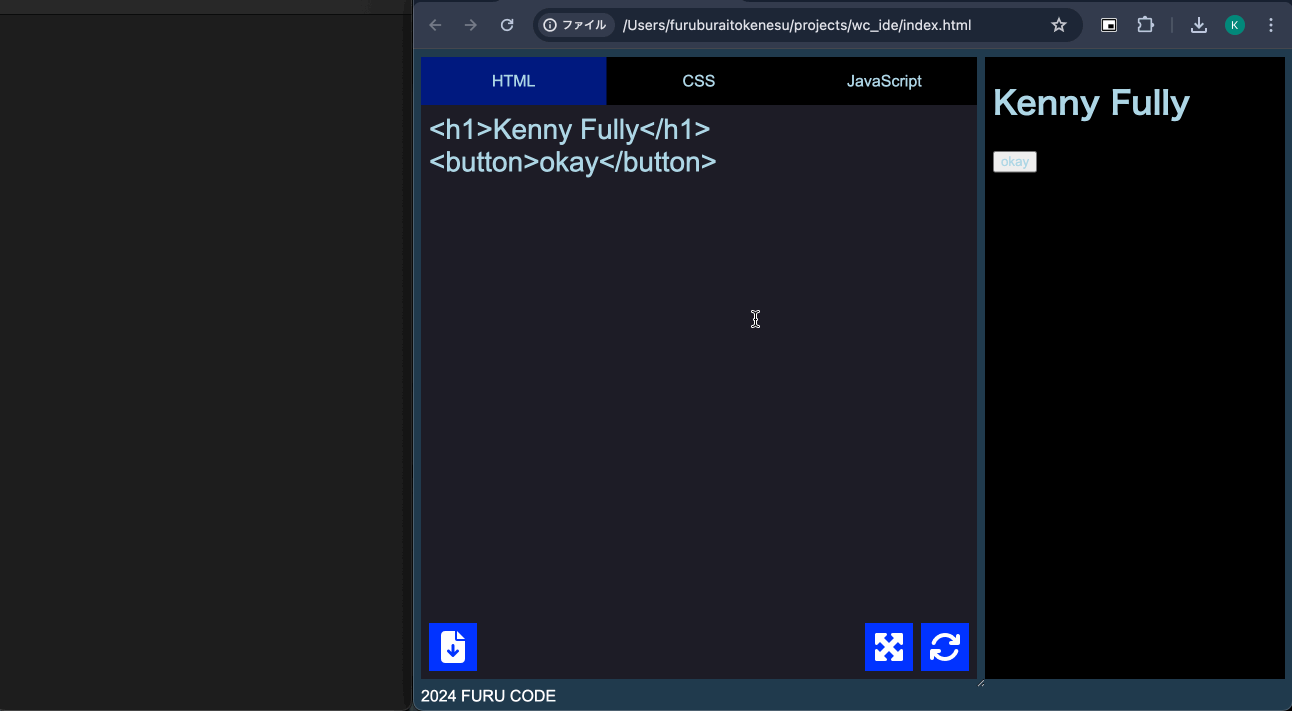 ファイル /Users/furuburaitokenesu/projects/wc_ide/index.html
K
HTML CSS JavaScript
<h1>Kenny Fully</h1>
<button>okay</button>
Kenny Fully
okay
2024 FURU CODE